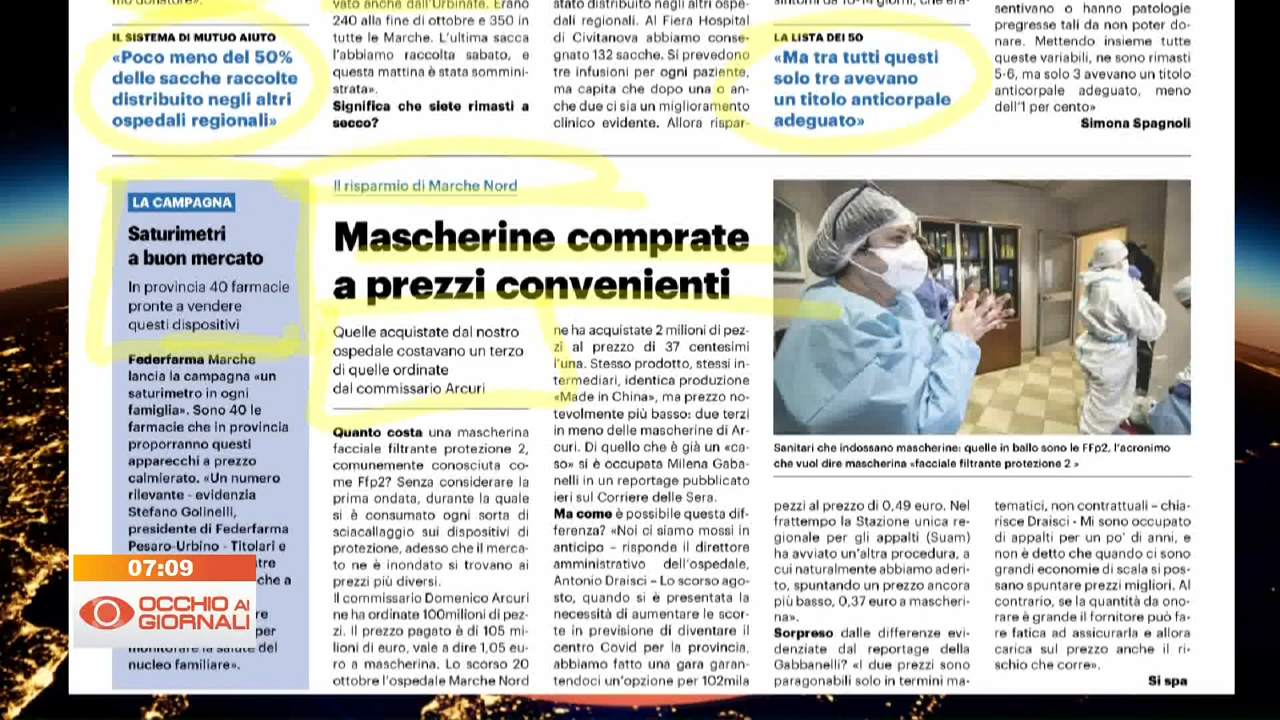 IL SISTEMA DI MUTUO AIUTO
«Poco meno del 50%
delle sacche raccolte
distribuito negli altri
ospedali regionali»
vato anche dall'Urbinate. Erano
240 alla fine di ottobre e 350 in
tutte le Marche. L'ultima sacca
l'abbiamo raccolta sabato, e
questa mattina è stata sommini-
strata».
Significa che siete rimasti a
secco?
stato distribuito negli altri ospe-
dali regionali. Al Fiera Hospital
di Civitanova abbiamo conse-
gnato 132 sacche. Si prevedono
tre infusioni per ogni paziente,
ma capita che dopo una o an-
che due ci sia un miglioramento
clinico evidente. Allora rispar-
LA LISTA DEI 50
«Ma tra tutti questi
solo tre avevano
un titolo anticorpale
adeguato»
sentivano o hanno patologie
pregresse tali da non poter do-
nare. Mettendo insieme tutte
queste variabili, ne sono rimasti
5-6, ma solo 3 avevano un titolo
anticorpale adeguato, meno
dell'1 per cento»
Simona Spagnoli
LA CAMPAGNA
Saturimetri
a buon mercato
In provincia 40 farmacie
pronte a vendere
questi dispositivi
Federfarma Marche
lancia la campagna «un
saturimetro in ogni
famiglia». Sono 40 le
farmacie che in provincia
proporranno questi
apparecchi a prezzo
calmierato. «Un numero
rilevante - evidenzia
Stefano Golinelli,
presidente di Federfarma
Pesaro-Urbino - Titolari e
che a
per
monitorare la salute del
nucleo familiare».
Il risparmio di Marche Nord
Mascherine comprate
a prezzi convenienti
Quelle acquistate dal nostro
ospedale costavano un terzo
di quelle ordinate
dal commissario Arcuri
Quanto costa una mascherina
facciale filtrante protezione 2,
comunemente conosciuta co-
me Ffp2? Senza considerare la
prima ondata, durante la quale
si è consumato ogni sorta di
sciacallaggio sui dispositivi di
protezione, adesso che il merca-
to ne è inondato si trovano ai
prezzi più diversi.
Il commissario Domenico Arcuri
ne ha ordinate 100milioni di pez-
zi. Il prezzo pagato è di 105 mi-
lioni di euro, vale a dire 1,05 eu-
ro a mascherina. Lo scorso 20
ottobre l'ospedale Marche Nord
ne ha acquistate 2 milioni di pez-
zi al prezzo di 37 centesimi
l'una. Stesso prodotto, stessi in-
termediari, identica produzione
«Made in China», ma prezzo no-
tevolmente più basso: due terzi
in meno delle mascherine di Ar-
curi. Di quello che è già un «ca-
so» si è occupata Milena Gaba-
nelli in un reportage pubblicato
ieri sul Corriere della Sera.
Ma come è possibile questa dif-
ferenza? «Noi ci siamo mossi in
anticipo – risponde il direttore
amministrativo dell'ospedale,
Antonio Draisci – Lo scorso ago-
sto, quando si è presentata la
necessità di aumentare le scor-
te in previsione di diventare il
centro Covid per la provincia,
abbiamo fatto una gara garan-
tendoci un'opzione per 102mila
Sanitari che indossano mascherine: quelle in ballo sono le FFp2, l'acronimo
che vuol dire mascherina «facciale filtrante protezione 2 »
pezzi al prezzo di 0,49 euro. Nel
frattempo la Stazione unica re-
gionale per gli appalti (Suam)
ha avviato un'altra procedura, a
cui naturalmente abbiamo aderi-
to, spuntando un prezzo ancora
più basso, 0,37 euro a mascheri-
na».
Sorpreso dalle differenze evi-
denziate dal reportage della
Gabbanelli? «I due prezzi sono
paragonabili solo in termini ma-
tematici, non contrattuali – chia-
risce Draisci - Mi sono occupato
di appalti per un po' di anni, e
non è detto che quando ci sono
grandi economie di scala si pos-
sano spuntare prezzi migliori. Al
contrario, se la quantità da ono-
rare è grande il fornitore può fa-
re fatica ad assicurarla e allora
carica sul prezzo anche il ri-
schio che corre».
Si spa
07:09
OCCHIO AI
GIORNALI